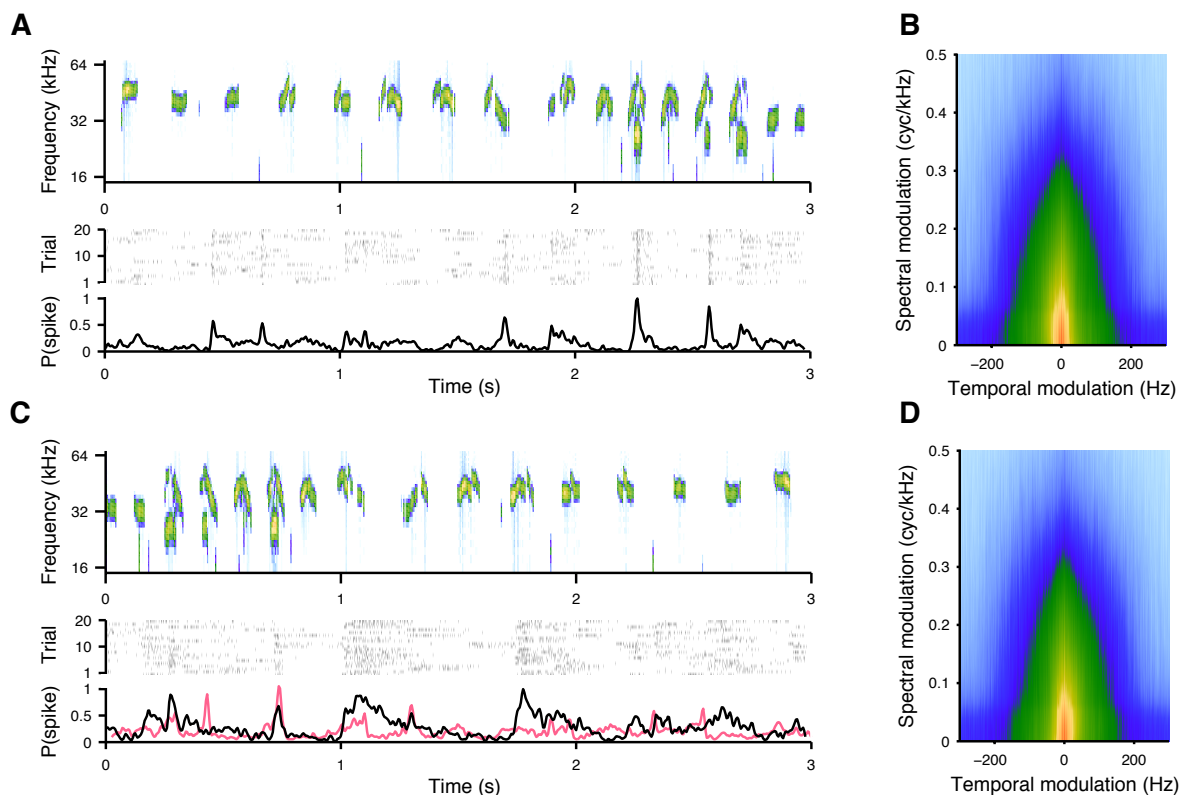 A
B
Frequency (kHz)
64
32
16
0 1 2 3
Trial
20
10
1
P(spike)
1
0.5
0
0 1 2 3
Time (s)
Spectral modulation (cyc/kHz)
0.5
0.4
0.3
0.2
0.1
0
−200 0 200
Temporal modulation (Hz)
C
D
Frequency (kHz)
64
32
16
0 1 2 3
Trial
20
10
1
P(spike)
1
0.5
0
0 1 2 3
Time (s)
Spectral modulation (cyc/kHz)
0.5
0.4
0.3
0.2
0.1
0
−200 0 200
Temporal modulation (Hz)